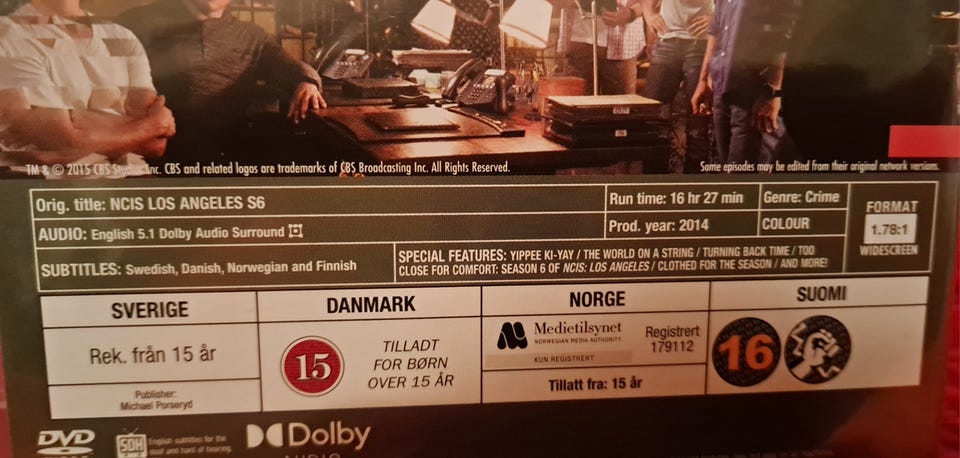 TM & © 2015 CBS Studios Inc. CBS and related logos are trademarks of CBS Broadcasting Inc. All Rights Reserved.
Some episodes may be edited from their original network versions.
Orig. title: NCIS LOS ANGELES S6
Run time: 16 hr 27 min
Genre: Crime
AUDIO: English 5.1 Dolby Audio Surround
Prod. year: 2014
COLOUR
FORMAT
1.78:1
WIDESCREEN
SUBTITLES: Swedish, Danish, Norwegian and Finnish
SPECIAL FEATURES: YIPPEE KI-YAY / THE WORLD ON A STRING / TURNING BACK TIME / TOO
CLOSE FOR COMFORT: SEASON 6 OF NCIS: LOS ANGELES / CLOTHED FOR THE SEASON / AND MORE!
SVERIGE
Rek. från 15 år
Publisher:
Michael Porseryd
DANMARK
15
TILLADT
FOR BØRN
OVER 15 ÅR
NORGE
Medietilsynet
NORWEGIAN MEDIA AUTHORITY
KUN REGISTRERT
Registrert
179112
Tillatt fra: 15 år
SUOMI
16
DVD
SDH
English subtitles for the
deaf and hard of hearing
Dolby
AUDIO